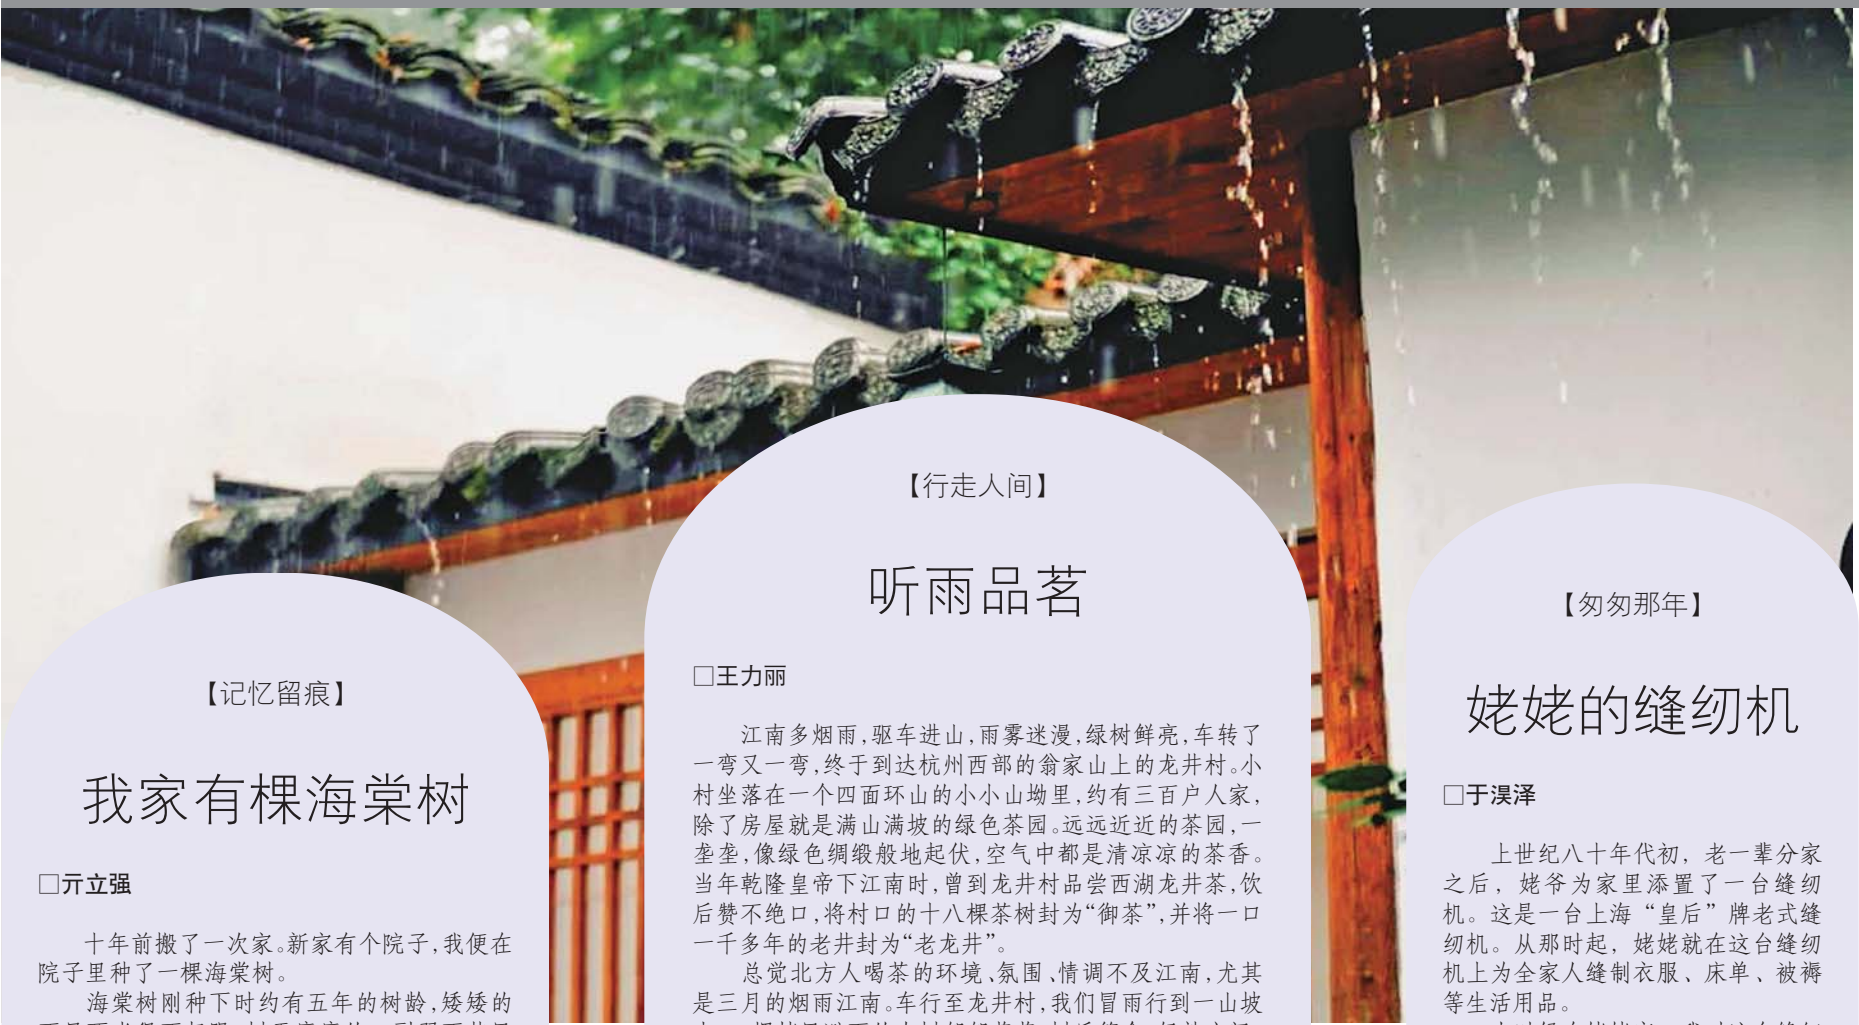 【记忆留痕】
我家有棵海棠树
□亓立强
十年前搬了一次家。新家有个院子,我便在
院子里种了一棵海棠树。
海棠树刚种下时约有五年的树龄,矮矮的
【行走人间】
听雨品茗
□王力丽
江南多烟雨,驱车进山,雨雾迷漫,绿树鲜亮,车转了
一弯又一弯,终于到达杭州西部的翁家山上的龙井村。小
村坐落在一个四面环山的小小山坳里,约有三百户人家,
除了房屋就是满山满坡的绿色茶园。远远近近的茶园,一
垄垄,像绿色绸缎般地起伏,空气中都是清凉凉的茶香。
当年乾隆皇帝下江南时,曾到龙井村品尝西湖龙井茶,饮
后赞不绝口,将村口的十八棵茶树封为“御茶”,并将一口
一千多年的老井封为“老龙井”。
总觉北方人喝茶的环境、氛围、情调不及江南,尤其
是三月的烟雨江南。车行至龙井村,我们冒雨行到一山坡
【匆匆那年】
姥姥的缝纫机
□于淏泽
上世纪八十年代初，老一辈分家
之后，姥爷为家里添置了一台缝纫
机。这是一台上海“皇后”牌老式缝
纫机。从那时起，姥姥就在这台缝纫
机上为全家人缝制衣服、床单、被褥
等生活用品。